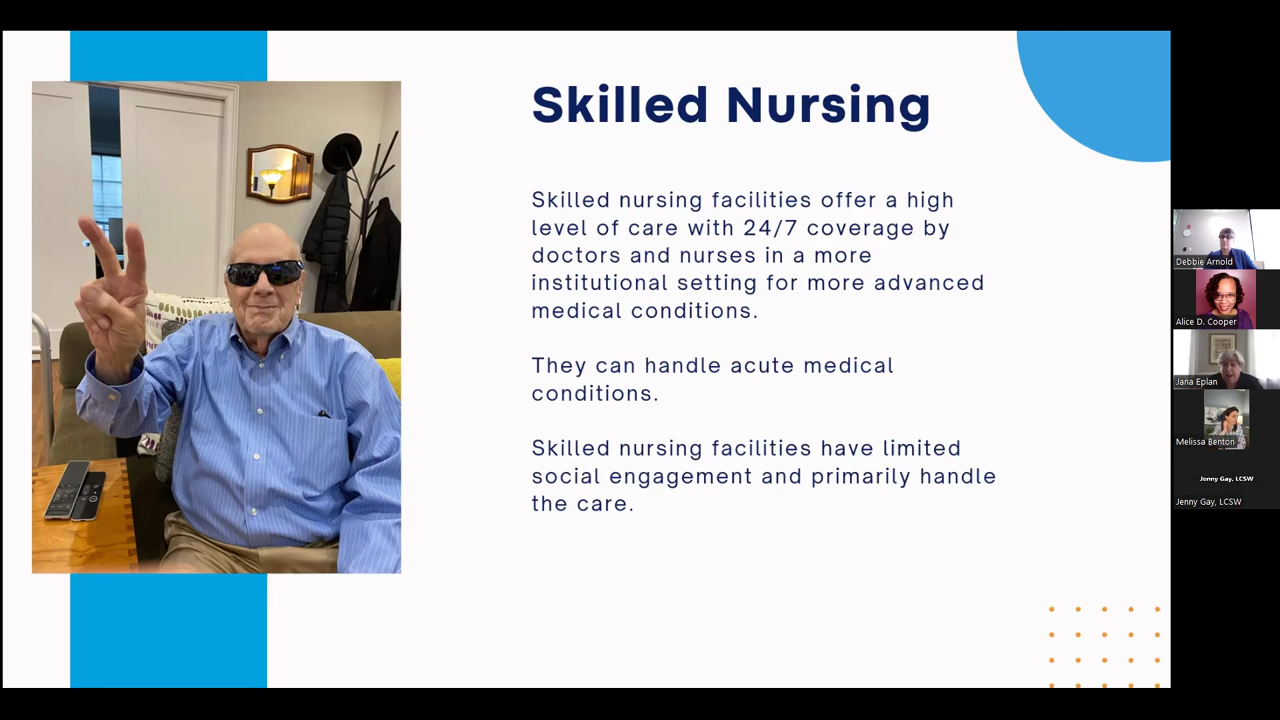 Skilled Nursing
Skilled nursing facilities offer a high
level of care with 24/7 coverage by
doctors and nurses in a more
institutional setting for more advanced
medical conditions.
They can handle acute medical
conditions.
Skilled nursing facilities have limited
social engagement and primarily handle
the care.
Debbie Arnold
Alice D. Cooper
Jana Eplan
Melissa Benton
Jenny Gay, LCSW
Jenny Gay, LCSW